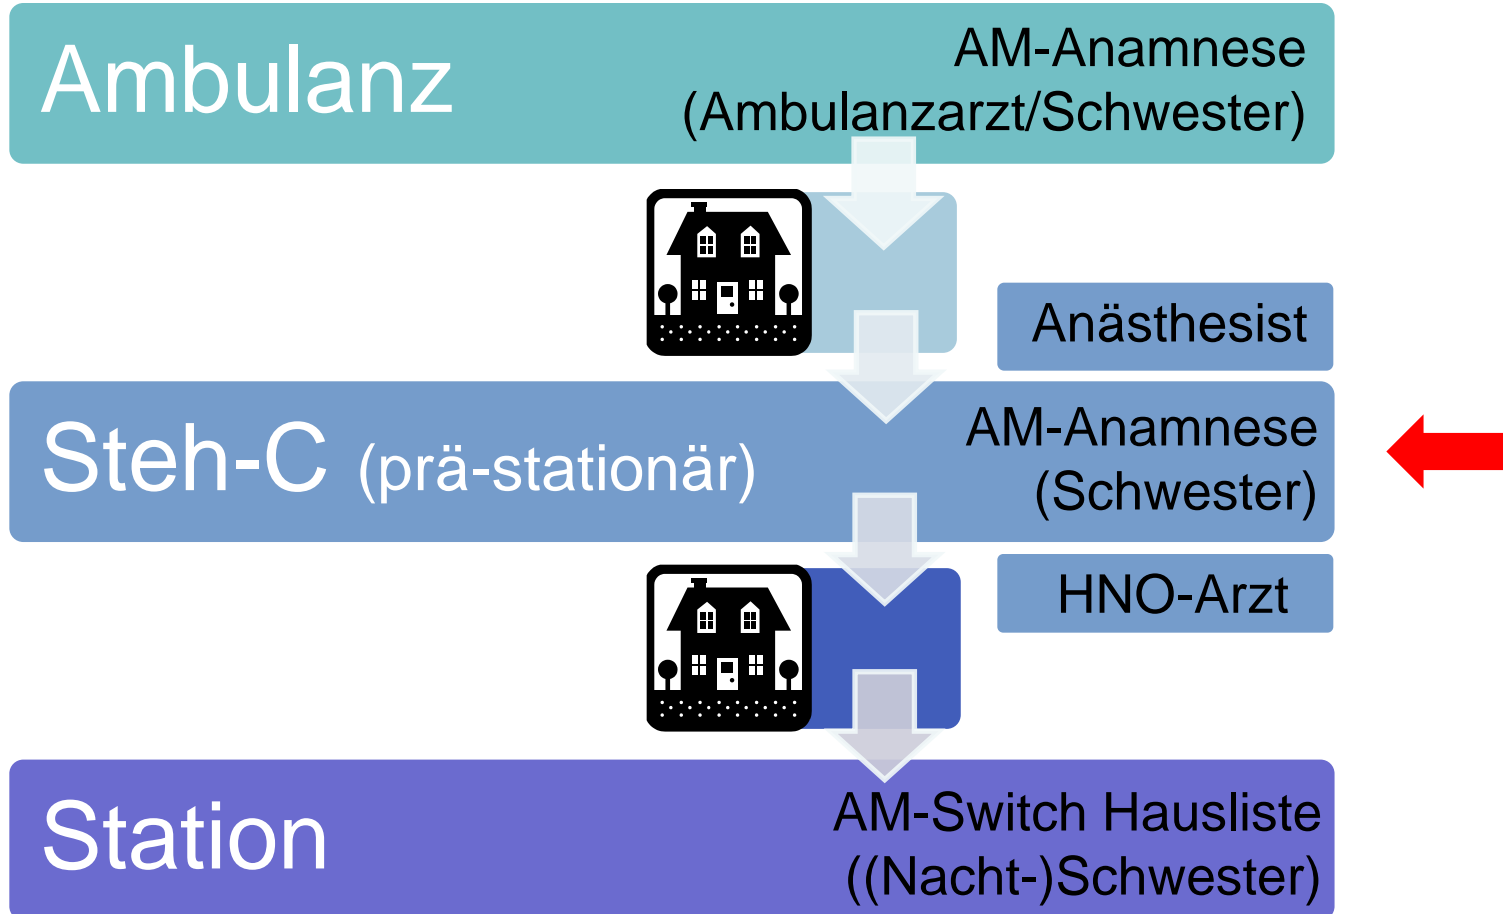 Ambulanz
AM-Anamnese
(Ambulanzarzt/Schwester)
Anästhesist
Steh-C (prä-stationär)
AM-Anamnese
(Schwester)
HNO-Arzt
Station
AM-Switch Hausliste
((Nacht-)Schwester)